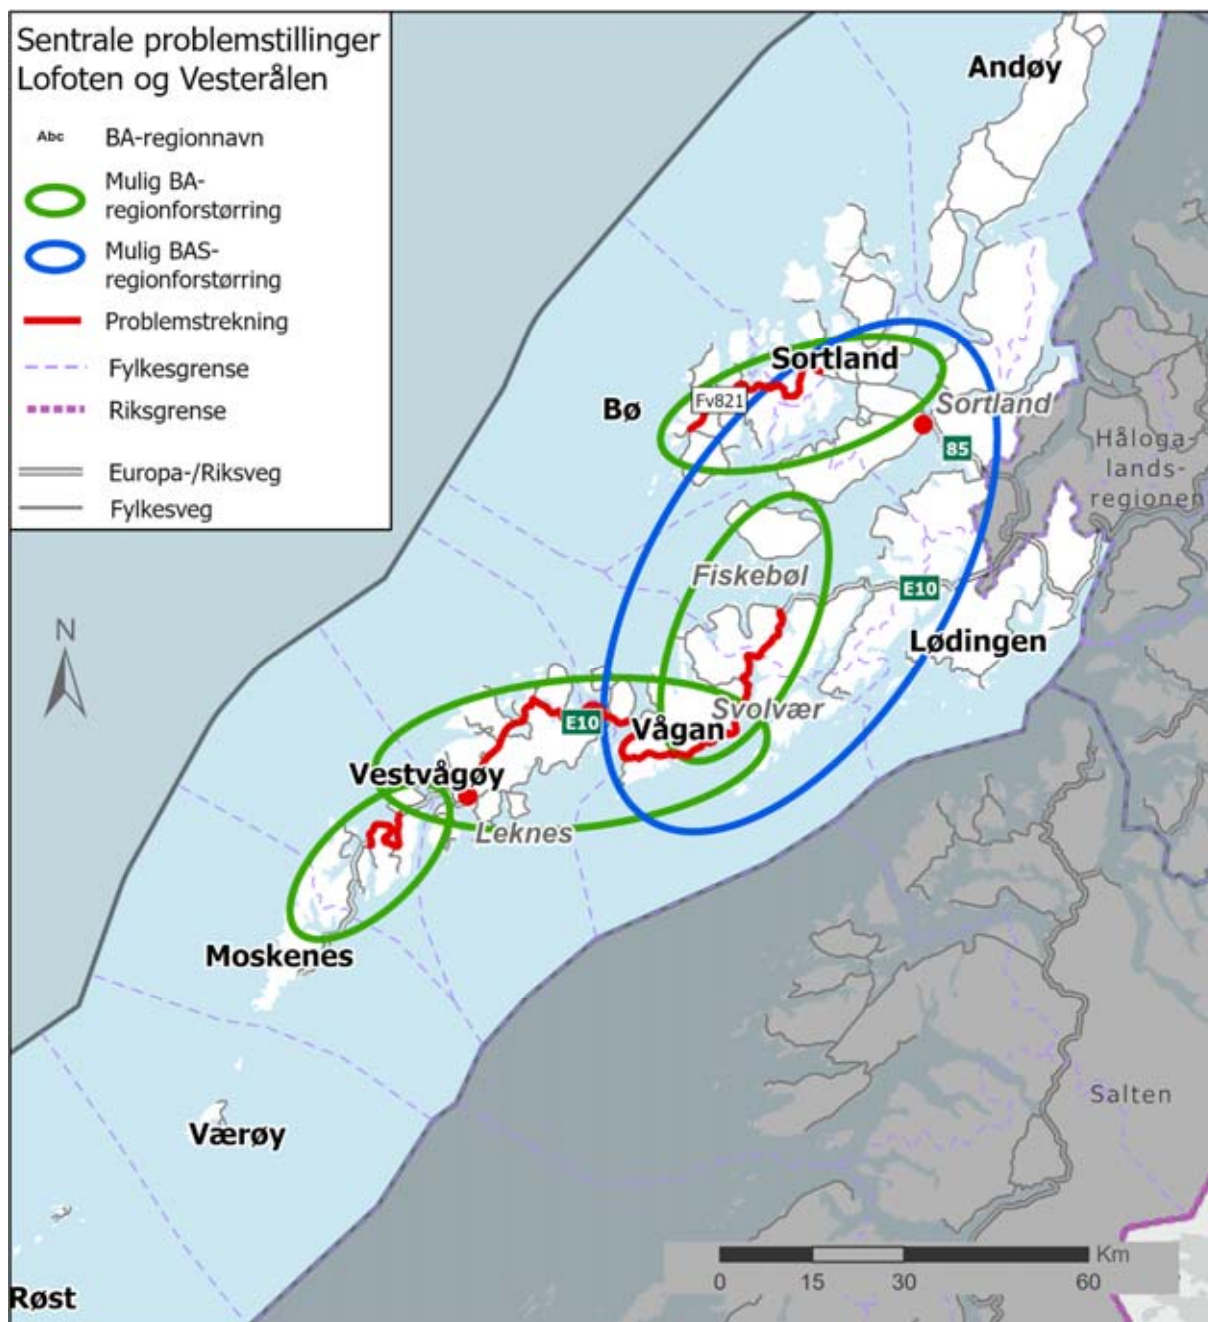 Sentrale problemstillinger
Lofoten og Vesterålen
Abc BA-regionnavn
Mulig BA-
regionforstørring
Mulig BAS-
regionforstørring
Problemstrekning
Fylkesgrense
Riksgrense
Europa-/Riksveg
Fylkesveg
Andøy
Sortland
Fv821
Bø
Sortland
85
Håloga-
lands-
regionen
Fiskebøl
E10
Lødingen
Svolvær
E10
Vågan
Vestvågøy
Leknes
N
Moskenes
Værøy
Salten
Røst
Km
0 15 30 60